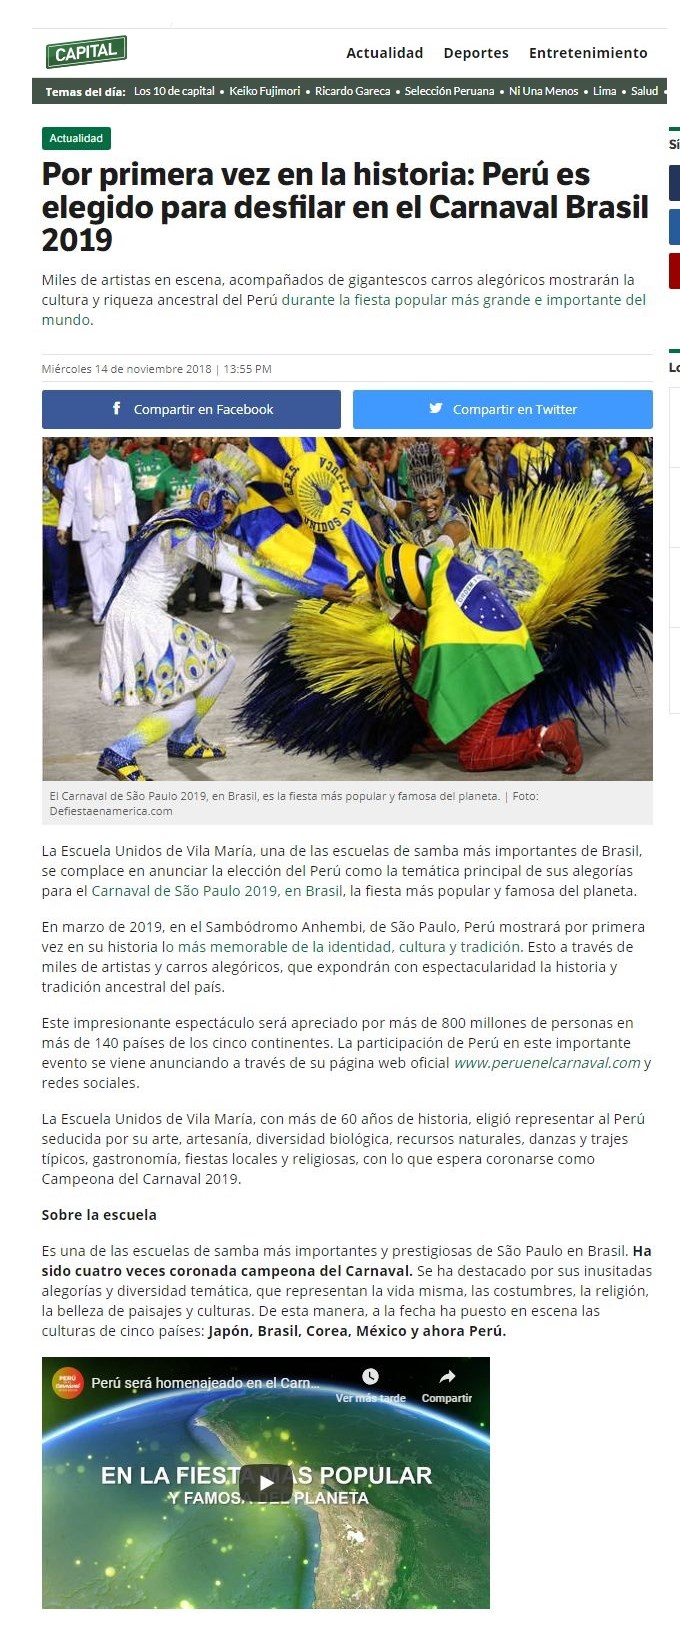 CAPITAL
Actualidad Deportes Entretenimiento
Temas del día: Los 10 de capital • Keiko Fujimori • Ricardo Gareca • Selección Peruana • Ni Una Menos • Lima • Salud •
Actualidad
Por primera vez en la historia: Perú es
elegido para desfilar en el Carnaval Brasil
2019
Miles de artistas en escena, acompañados de gigantescos carros alegóricos mostrarán la
cultura y riqueza ancestral del Perú durante la fiesta popular más grande e importante del
mundo.
Miércoles 14 de noviembre 2018 | 13:55 PM
Compartir en Facebook
Compartir en Twitter
G.R.E.S.
UNIDOS DA
El Carnaval de São Paulo 2019, en Brasil, es la fiesta más popular y famosa del planeta. | Foto:
Defiestaenamerica.com
La Escuela Unidos de Vila María, una de las escuelas de samba más importantes de Brasil,
se complace en anunciar la elección del Perú como la temática principal de sus alegorías
para el Carnaval de São Paulo 2019, en Brasil, la fiesta más popular y famosa del planeta.
En marzo de 2019, en el Sambódromo Anhembi, de São Paulo, Perú mostrará por primera
vez en su historia lo más memorable de la identidad, cultura y tradición. Esto a través de
miles de artistas y carros alegóricos, que expondrán con espectacularidad la historia y
tradición ancestral del país.
Este impresionante espectáculo será apreciado por más de 800 millones de personas en
más de 140 países de los cinco continentes. La participación de Perú en este importante
evento se viene anunciando a través de su página web oficial www.peruenelcarnaval.com y
redes sociales.
La Escuela Unidos de Vila María, con más de 60 años de historia, eligió representar al Perú
seducida por su arte, artesanía, diversidad biológica, recursos naturales, danzas y trajes
típicos, gastronomía, fiestas locales y religiosas, con lo que espera coronarse como
Campeona del Carnaval 2019.
Sobre la escuela
Es una de las escuelas de samba más importantes y prestigiosas de São Paulo en Brasil. Ha
sido cuatro veces coronada campeona del Carnaval. Se ha destacado por sus inusitadas
alegorías y diversidad temática, que representan la vida misma, las costumbres, la religión,
la belleza de paisajes y culturas. De esta manera, a la fecha ha puesto en escena las
culturas de cinco países: Japón, Brasil, Corea, México y ahora Perú.
Perú será homenajeado en el Carn...
Ver más tarde
Compartir
EN LA FIESTA MÁS POPULAR
Y FAMOSA DEL PLANETA